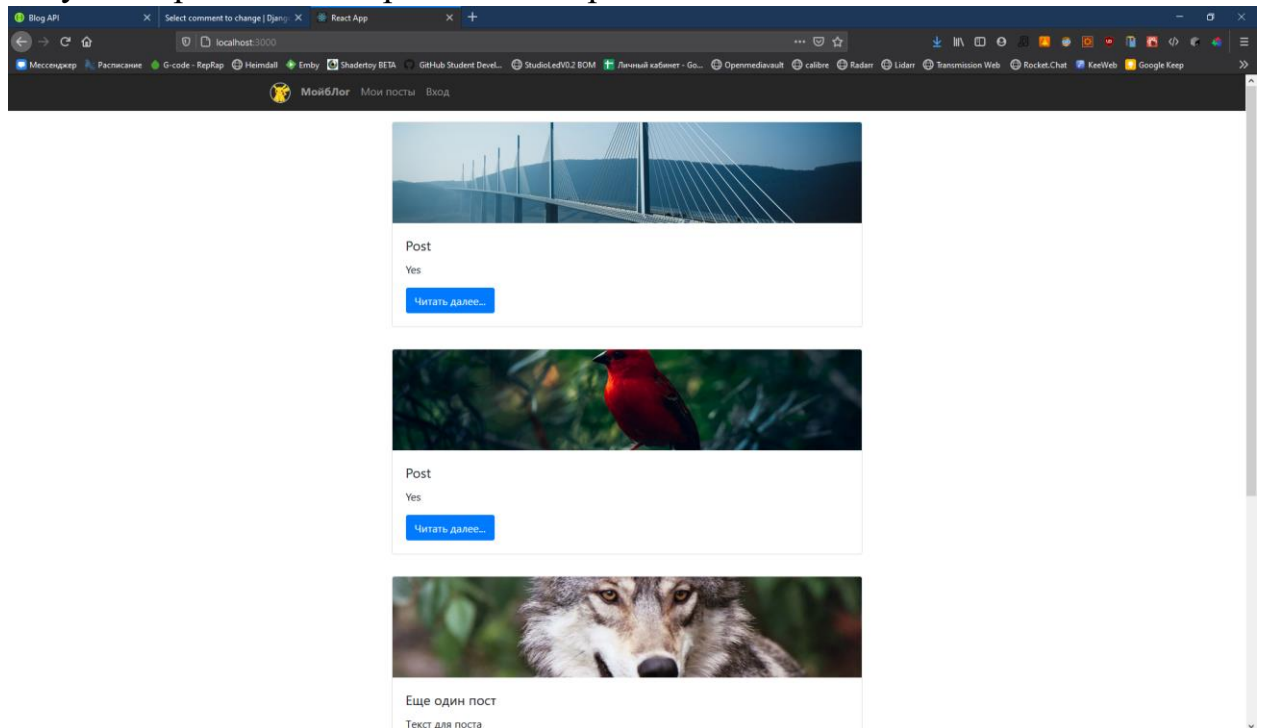 Blog API
Select comment to change | Djang
React App
localhost:3000
Мессенджер Расписание G-code - RepRap Heimdall Emby Shadertoy BETA GitHub Student Devel... StudioLedV0.2 BOM Личный кабинет - Go... Openmediavault calibre Radarr Lidarr Transmission Web Rocket.Chat KeeWeb Google Keep
Мойблог Мои посты Вход
Post
Yes
Читать далее...
Post
Yes
Читать далее...
Еще один пост
Текст для поста